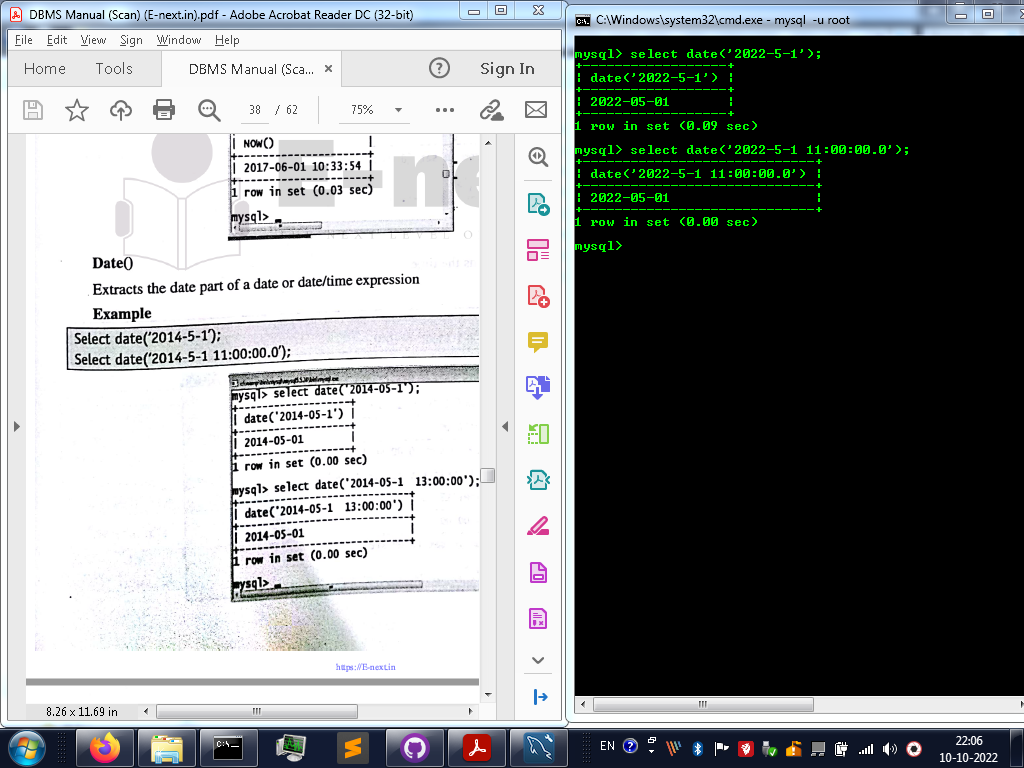 DBMS Manual (Scan) (E-next.in).pdf - Adobe Acrobat Reader DC (32-bit)
File Edit View Sign Window Help
Home Tools DBMS Manual (Sca... × ? Sign In
38 / 62 75%
NOW()
2017-06-01 10:33:54
1 row in set (0.03 sec)
mysql>
E-ne
NEXT LEVEL O
Date()
Extracts the date part of a date or date/time expression
Example
Select date('2014-5-1');
Select date('2014-5-1 11:00:00.0');
mysql> select date('2014-05-1');
+------------------+
| date('2014-05-1') |
+------------------+
| 2014-05-01 |
+------------------+
1 row in set (0.00 sec)
mysql> select date('2014-05-1 13:00:00');
+------------------+
| date('2014-05-1 13:00:00') |
+------------------+
| 2014-05-01 |
+------------------+
1 row in set (0.00 sec)
mysql>
https://E-next.in
8.26 x 11.69 in
C:\Windows\system32\cmd.exe - mysql -u root
mysql> select date('2022-5-1');
+------------------+
| date('2022-5-1') |
+------------------+
| 2022-05-01 |
+------------------+
1 row in set (0.09 sec)
mysql> select date('2022-5-1 11:00:00.0');
+-----------------------------+
| date('2022-5-1 11:00:00.0') |
+-----------------------------+
| 2022-05-01 |
+-----------------------------+
1 row in set (0.00 sec)
mysql>
EN
22:06
10-10-2022